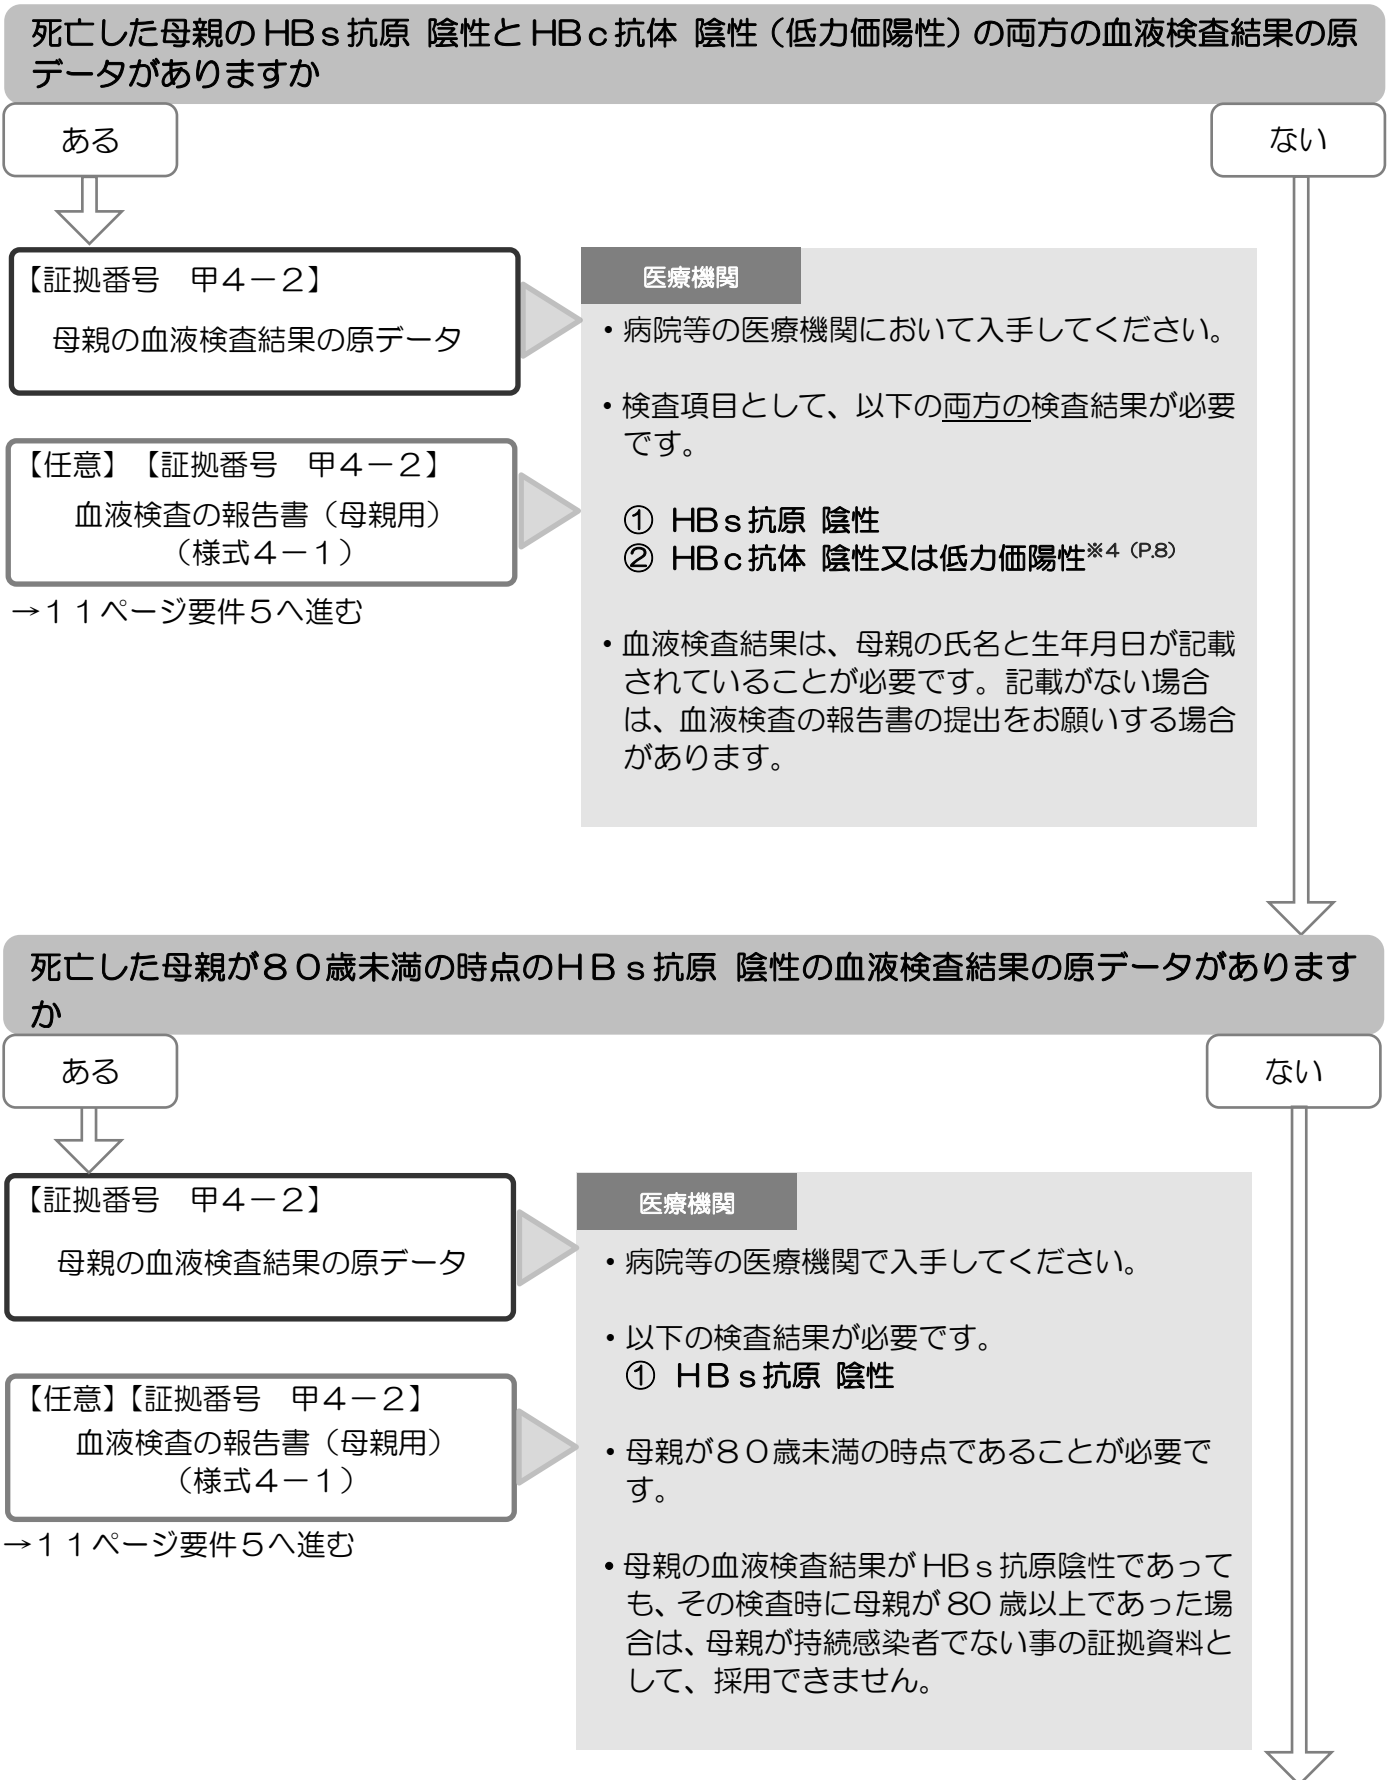 死亡した母親のHBｓ抗原 陰性とHBｃ抗体 陰性（低力価陽性）の両方の血液検査結果の原
データがありますか
ある
ない
【証拠番号　甲４－２】
母親の血液検査結果の原データ
【任意】【証拠番号　甲４－２】
血液検査の報告書（母親用）
（様式４－１）
→１１ページ要件５へ進む
医療機関
・病院等の医療機関において入手してください。
・検査項目として、以下の両方の検査結果が必要
です。
① HBｓ抗原 陰性
② HBｃ抗体 陰性又は低力価陽性※４（P.8）
・血液検査結果は、母親の氏名と生年月日が記載
されていることが必要です。記載がない場合
は、血液検査の報告書の提出をお願いする場合
があります。
死亡した母親が８０歳未満の時点のＨＢｓ抗原 陰性の血液検査結果の原データがあります
か
ある
ない
【証拠番号　甲４－２】
母親の血液検査結果の原データ
【任意】【証拠番号　甲４－２】
血液検査の報告書（母親用）
（様式４－１）
→１１ページ要件５へ進む
医療機関
・病院等の医療機関で入手してください。
・以下の検査結果が必要です。
① ＨＢｓ抗原 陰性
・母親が８０歳未満の時点であることが必要で
す。
・母親の血液検査結果がHBｓ抗原陰性であって
も、その検査時に母親が80歳以上であった場
合は、母親が持続感染者でない事の証拠資料と
して、採用できません。